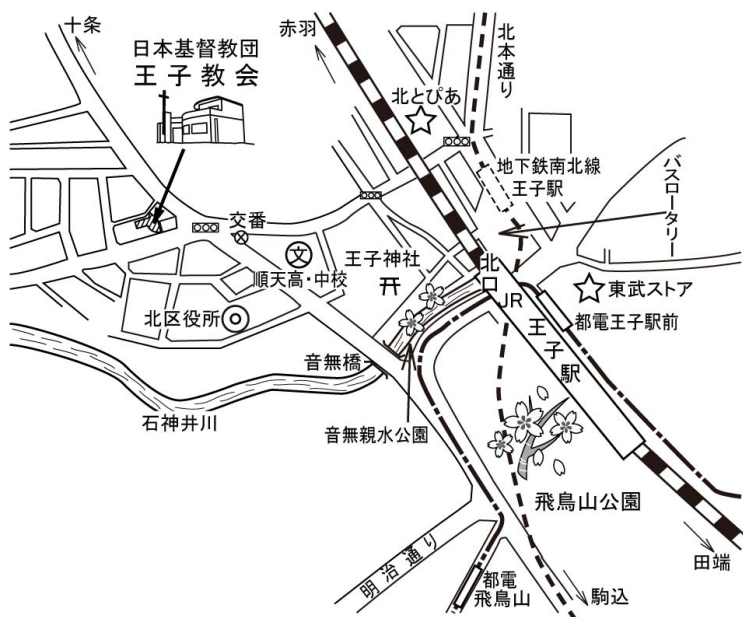 十条
日本基督教団
王子教会
赤羽
北本通り
北とぴあ
地下鉄南北線
王子駅
バスロータリー
交番
文
順天高・中校
王子神社
北口
JR
王子駅
東武ストア
都電王子駅前
北区役所
音無橋
石神井川
音無親水公園
飛鳥山公園
明治通り
都電
飛鳥山
駒込
田端